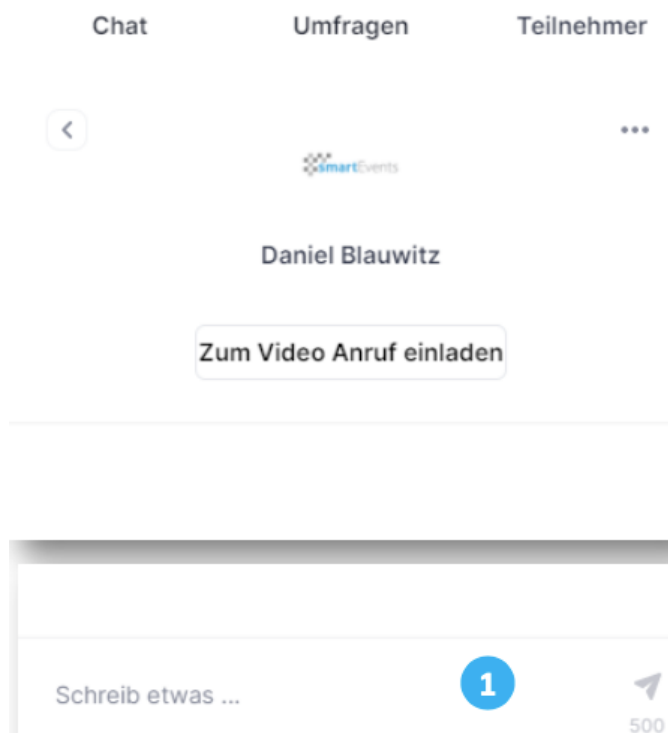 Chat Umfragen Teilnehmer
smartEvents
Daniel Blauwitz
Zum Video Anruf einladen
Schreib etwas ... 1
500